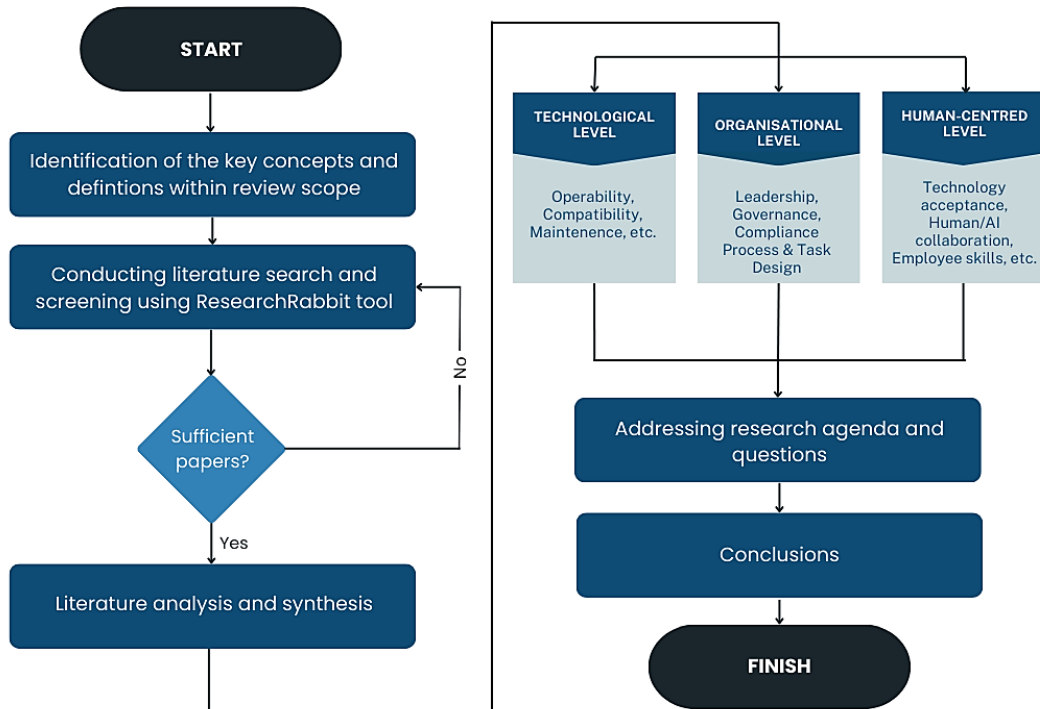 START
Identification of the key concepts and
defintions within review scope
Conducting literature search and
screening using ResearchRabbit tool
No
Sufficient
papers?
Yes
Literature analysis and synthesis
TECHNOLOGICAL
LEVEL
Operability,
Compatibility,
Maintenence, etc.
ORGANISATIONAL
LEVEL
Leadership,
Governance,
Compliance
Process & Task
Design
HUMAN-CENTRED
LEVEL
Technology
acceptance,
Human/AI
collaboration,
Employee skills, etc.
Addressing research agenda and
questions
Conclusions
FINISH